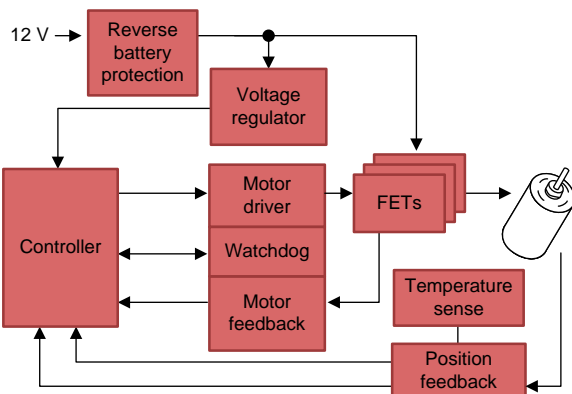 12 V
Reverse
battery
protection
Voltage
regulator
Controller
Motor
driver
FETs
Watchdog
Motor
feedback
Temperature
sense
Position
feedback